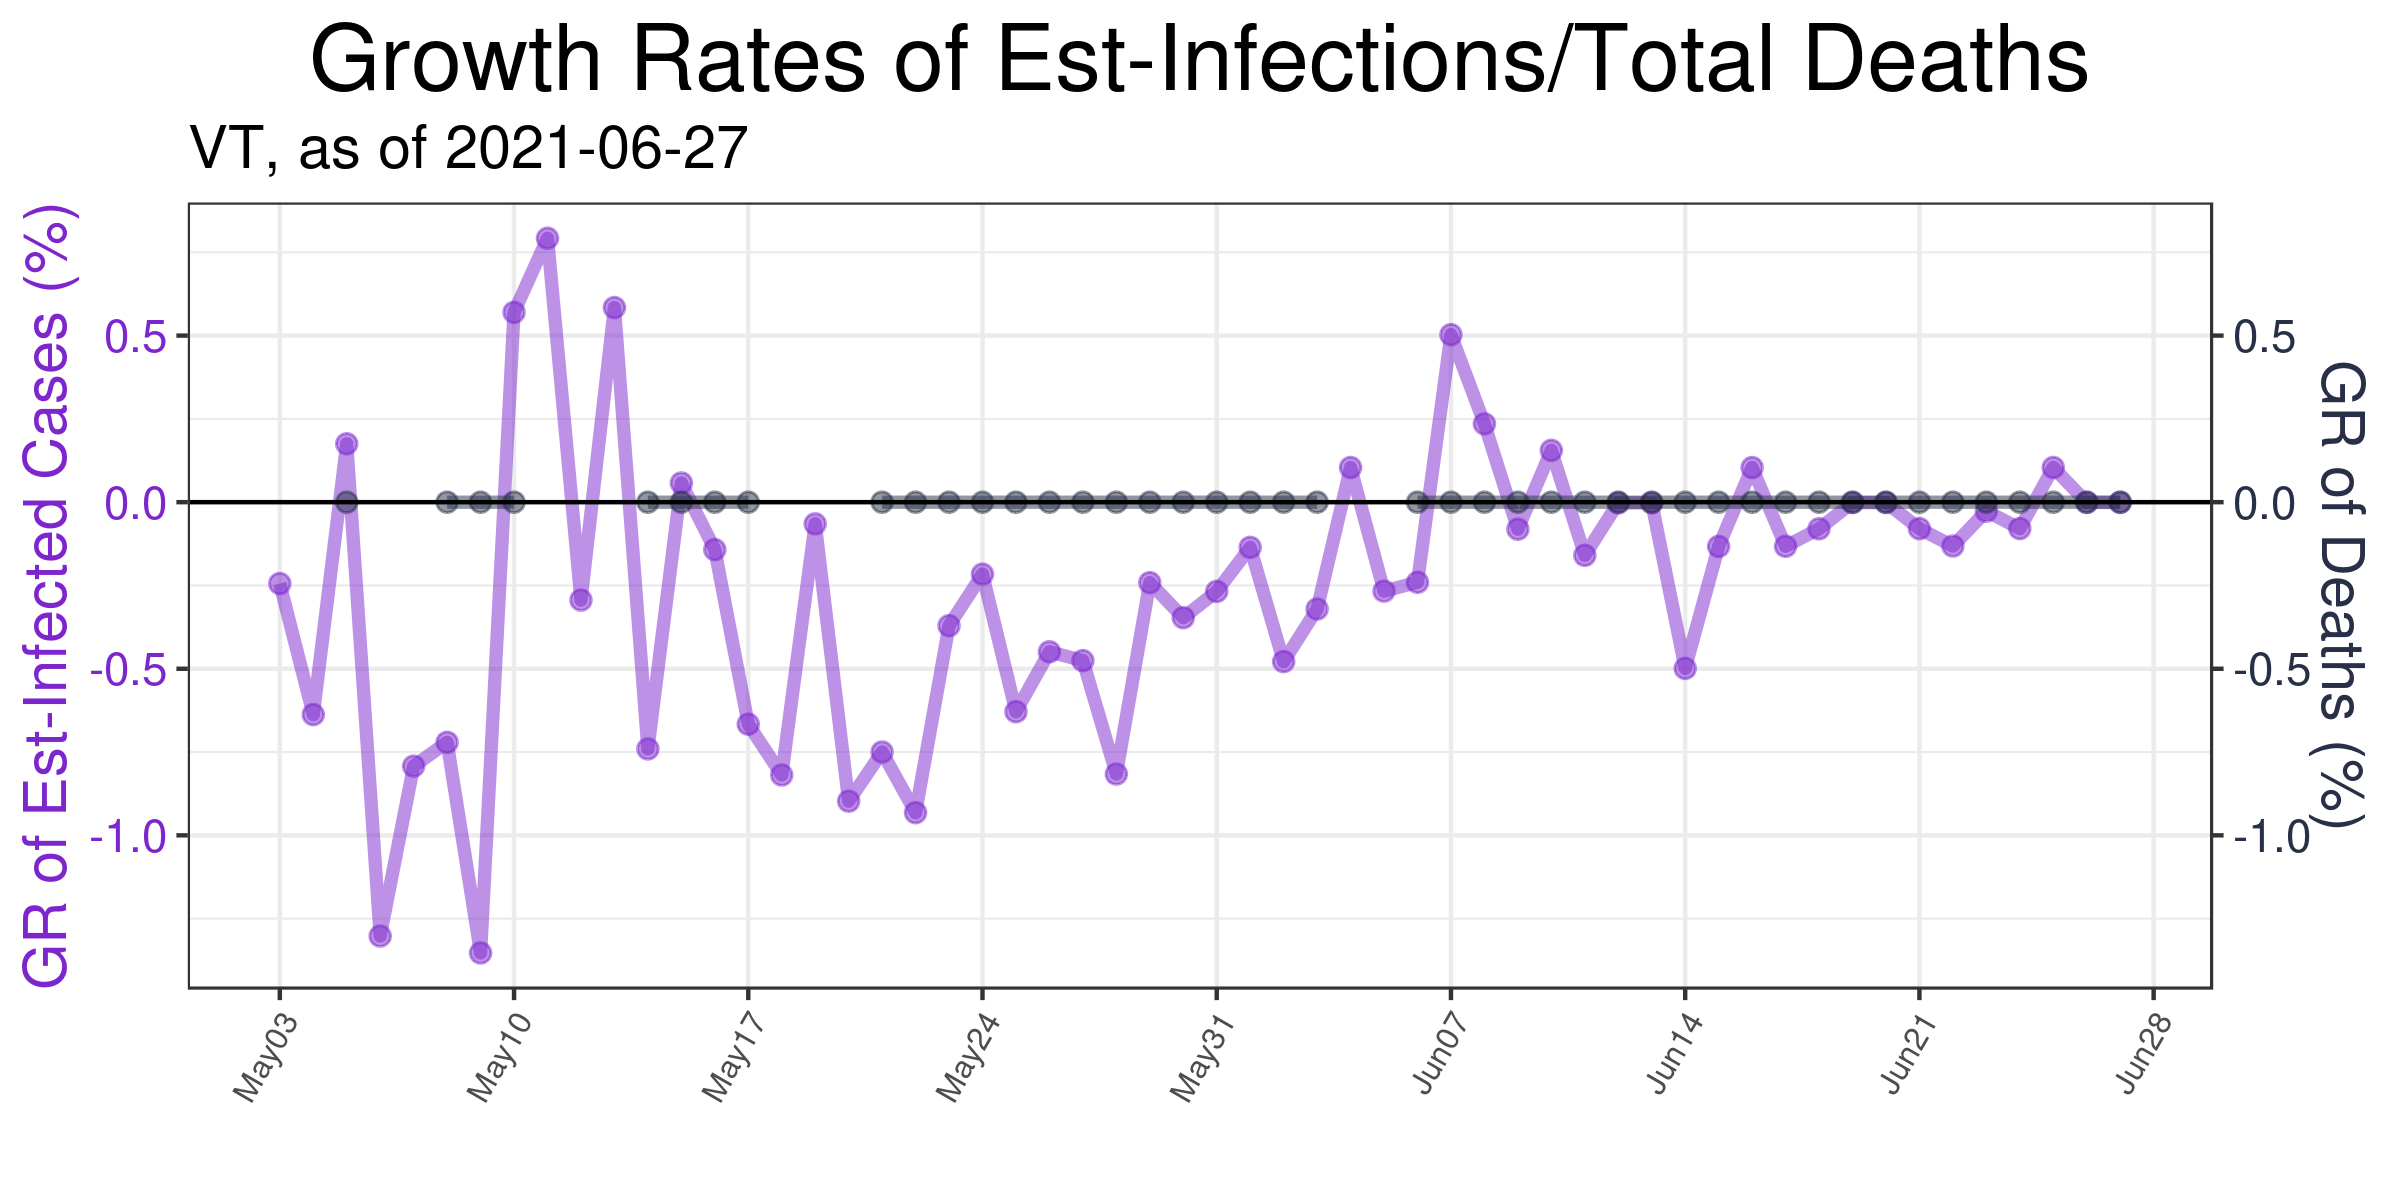 Growth Rates of Est-Infections/Total Deaths
VT, as of 2021-06-27
GR of Est-Infected Cases (%)
0.5
0.0
-0.5
-1.0
0.5
0.0
-0.5
-1.0
GR of Deaths (%)
May03
May10
May17
May24
May31
Jun07
Jun14
Jun21
Jun28